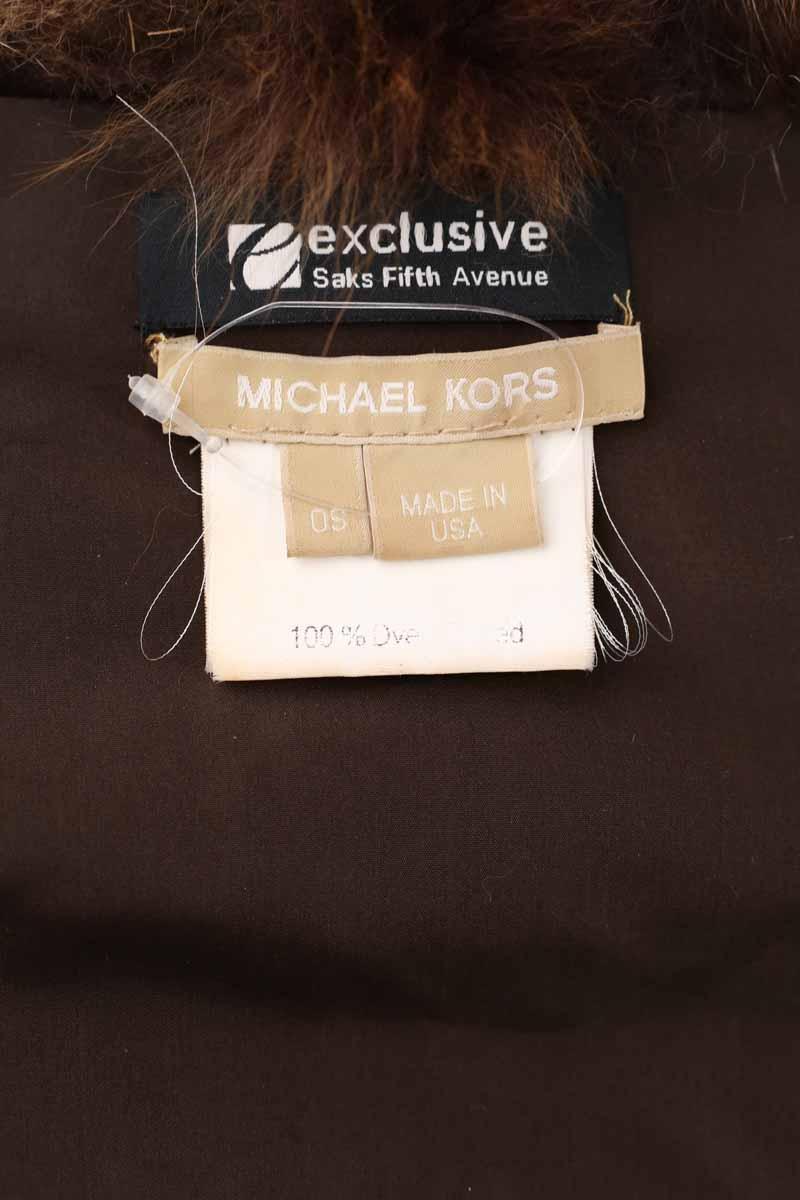 exclusive
Saks Fifth Avenue
MICHAEL KORS
OS
MADE IN
USA
100 %